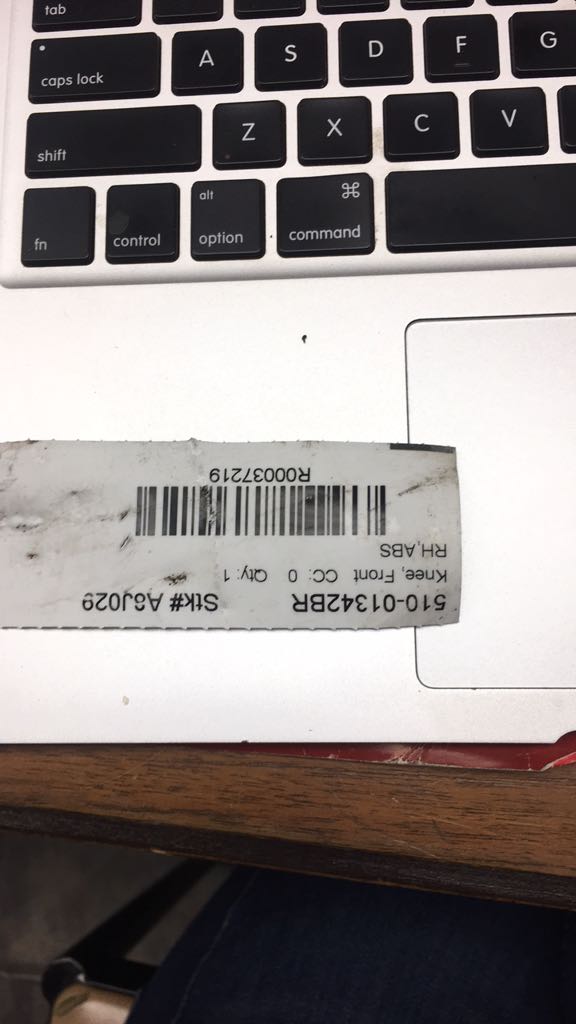 tab
caps lock
A
S
D
F
G
shift
Z
X
C
V
fn
control
alt
option
⌘
command
510-01342BR Stk# A6J029
Knee, Front CC: 0 Qty: 1
RH,ABS
R00037219